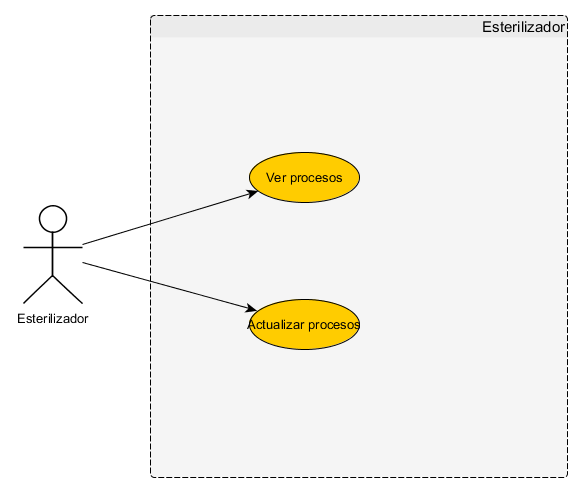 Esterilizador
Ver procesos
Esterilizador
Actualizar procesos